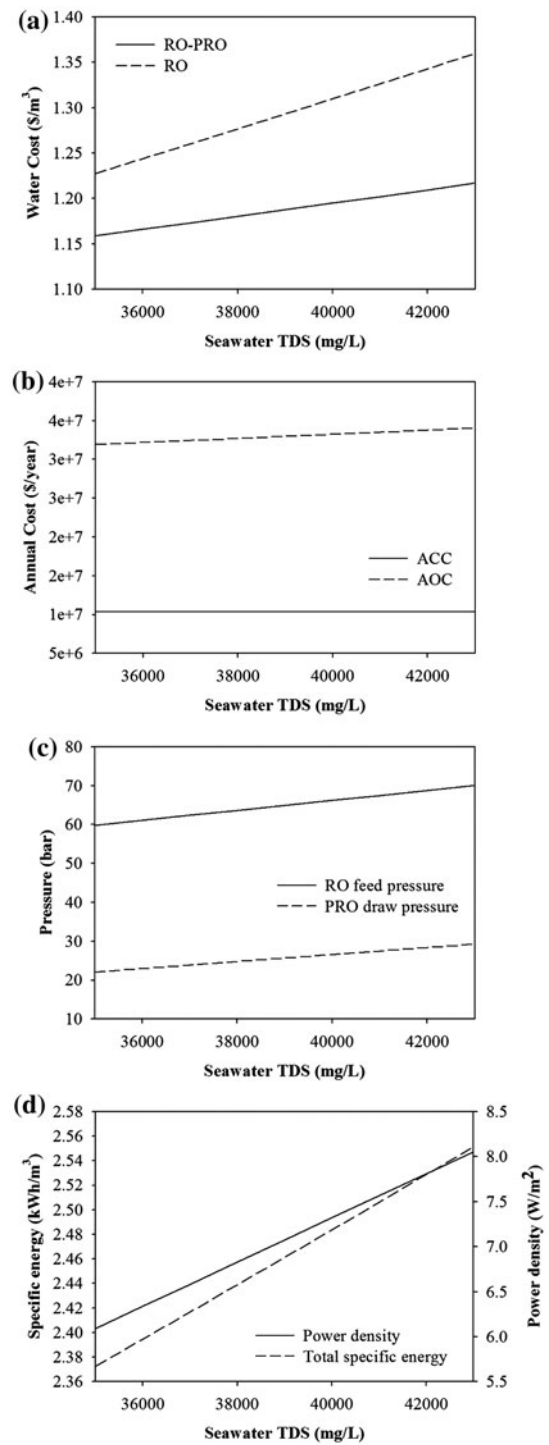 (a)
1.40
1.35
1.30
1.25
1.20
1.15
1.10
Water Cost ($/m³)
RO-PRO
RO
36000 38000 40000 42000
Seawater TDS (mg/L)
(b)
4e+7
4e+7
3e+7
3e+7
2e+7
2e+7
1e+7
5e+6
Annual Cost ($/year)
ACC
AOC
36000 38000 40000 42000
Seawater TDS (mg/L)
(c)
80
70
60
50
40
30
20
10
Pressure (bar)
RO feed pressure
PRO draw pressure
36000 38000 40000 42000
Seawater TDS (mg/L)
(d)
2.58
2.56
2.54
2.52
2.50
2.48
2.46
2.44
2.42
2.40
2.38
2.36
Specific energy (kWh/m³)
Power density
Total specific energy
8.5
8.0
7.5
7.0
6.5
6.0
5.5
Power density (W/m²)
36000 38000 40000 42000
Seawater TDS (mg/L)